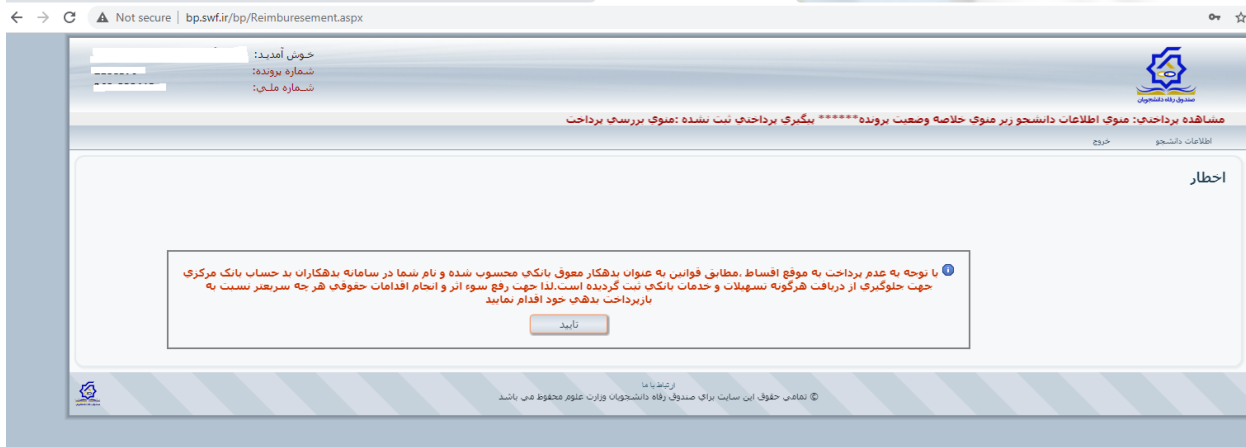 Not secure | bp.swf.ir/bp/Reimburesement.aspx
خوش آمدید:
شماره پرونده:
شماره ملی:
صندوق رفاه دانشجویان
مشاهده پرداختی: منوی اطلاعات دانشجو زیر منوی خلاصه وضعیت پرونده****** پیگیری پرداختی ثبت نشده :منوی بررسی پرداخت
اطلاعات دانشجو خروج
اخطار
با توجه به عدم پرداخت به موقع اقساط ،مطابق قوانین به عنوان بدهکار معوق بانکی محسوب شده و نام شما در سامانه بدهکاران بد حساب بانک مرکزی
جهت جلوگیری از دریافت هرگونه تسهیلات و خدمات بانکی ثبت گردیده است.لذا جهت رفع سوء اثر و انجام اقدامات حقوقی هر چه سریعتر نسبت به
بازپرداخت بدهی خود اقدام نمایید
تایید
ارتباط با ما
© تمامی حقوق این سایت برای صندوق رفاه دانشجویان وزارت علوم محفوظ می باشد